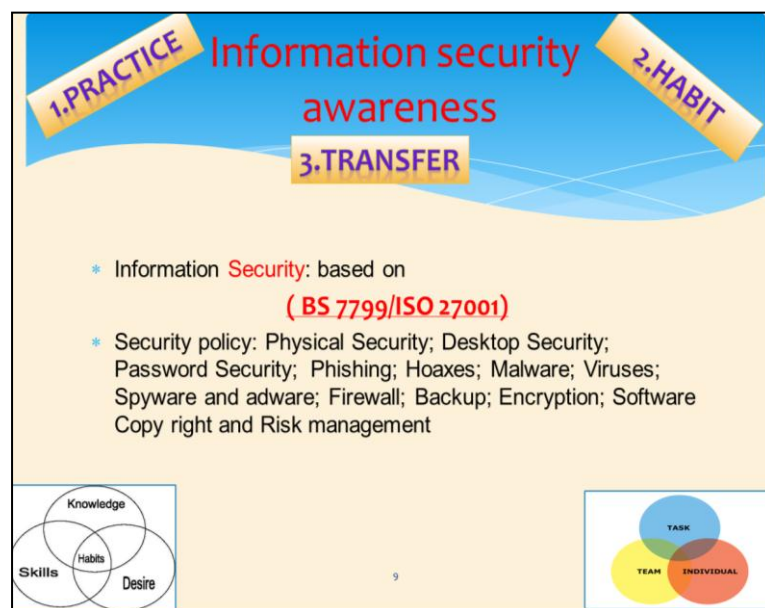 1.PRACTICE
Information security
awareness
2.HABIT
3.TRANSFER
* Information Security: based on
( BS 7799/ISO 27001)
* Security policy: Physical Security; Desktop Security;
Password Security; Phishing; Hoaxes; Malware; Viruses;
Spyware and adware; Firewall; Backup; Encryption; Software
Copy right and Risk management
Knowledge
Habits
Skills
Desire
9
TASK
TEAM
INDIVIDUAL